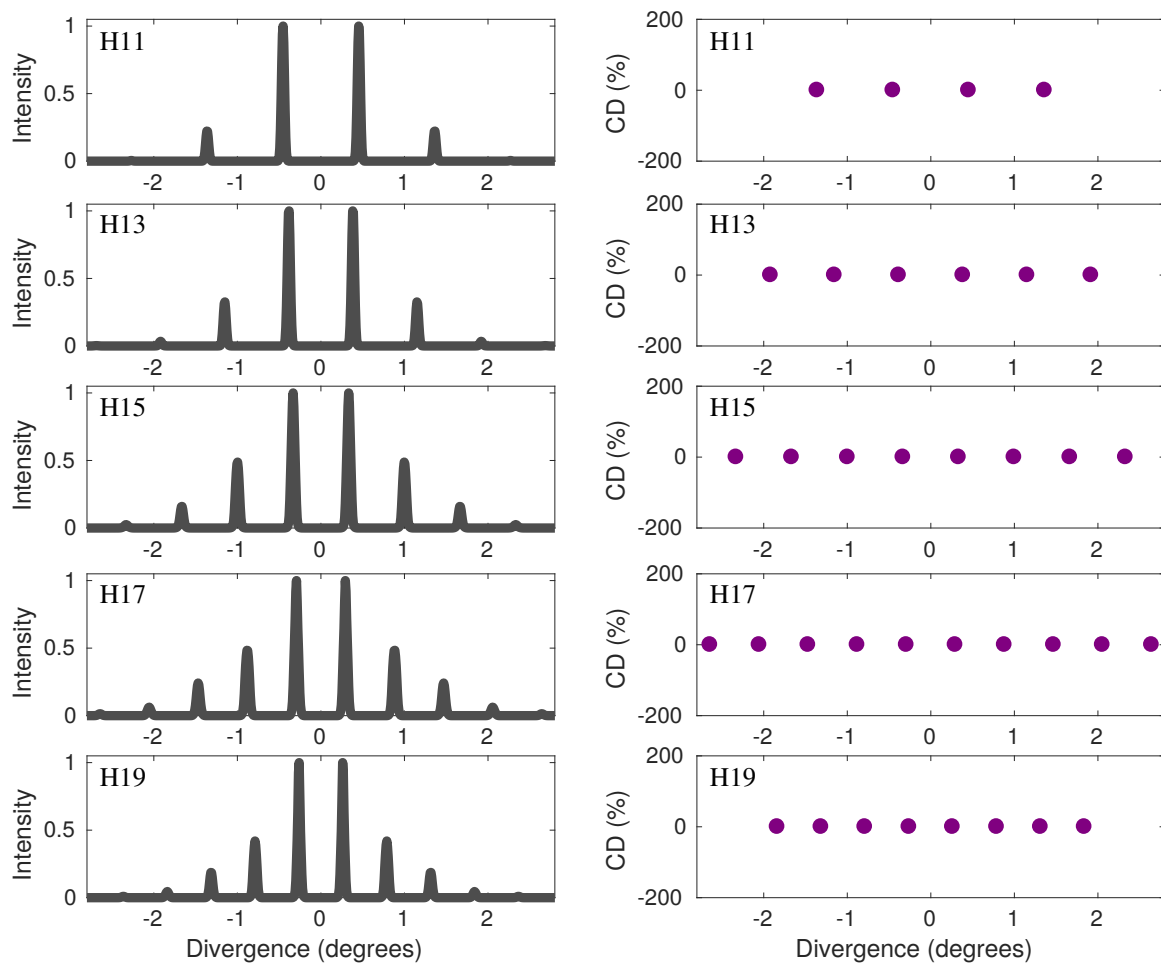 H11
Intensity
1
0.5
0
-2 -1 0 1 2
H11
CD (%)
200
0
-200
-2 -1 0 1 2
H13
Intensity
1
0.5
0
-2 -1 0 1 2
H13
CD (%)
200
0
-200
-2 -1 0 1 2
H15
Intensity
1
0.5
0
-2 -1 0 1 2
H15
CD (%)
200
0
-200
-2 -1 0 1 2
H17
Intensity
1
0.5
0
-2 -1 0 1 2
H17
CD (%)
200
0
-200
-2 -1 0 1 2
H19
Intensity
1
0.5
0
-2 -1 0 1 2
Divergence (degrees)
H19
CD (%)
200
0
-200
-2 -1 0 1 2
Divergence (degrees)